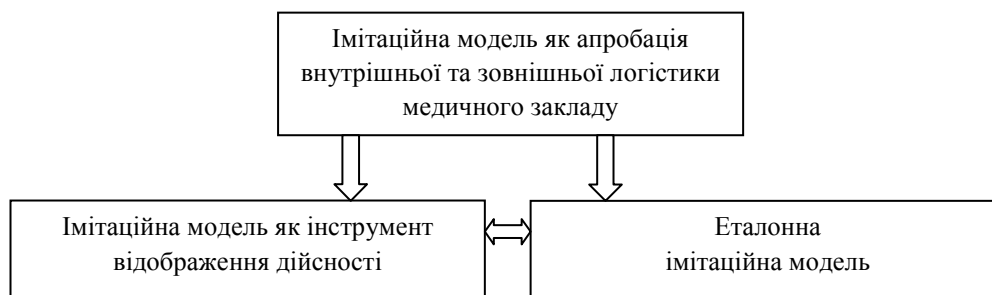 Імітаційна модель як апробація
внутрішньої та зовнішньої логістики
медичного закладу
Імітаційна модель як інструмент
відображення дійсності
Еталонна
імітаційна модель